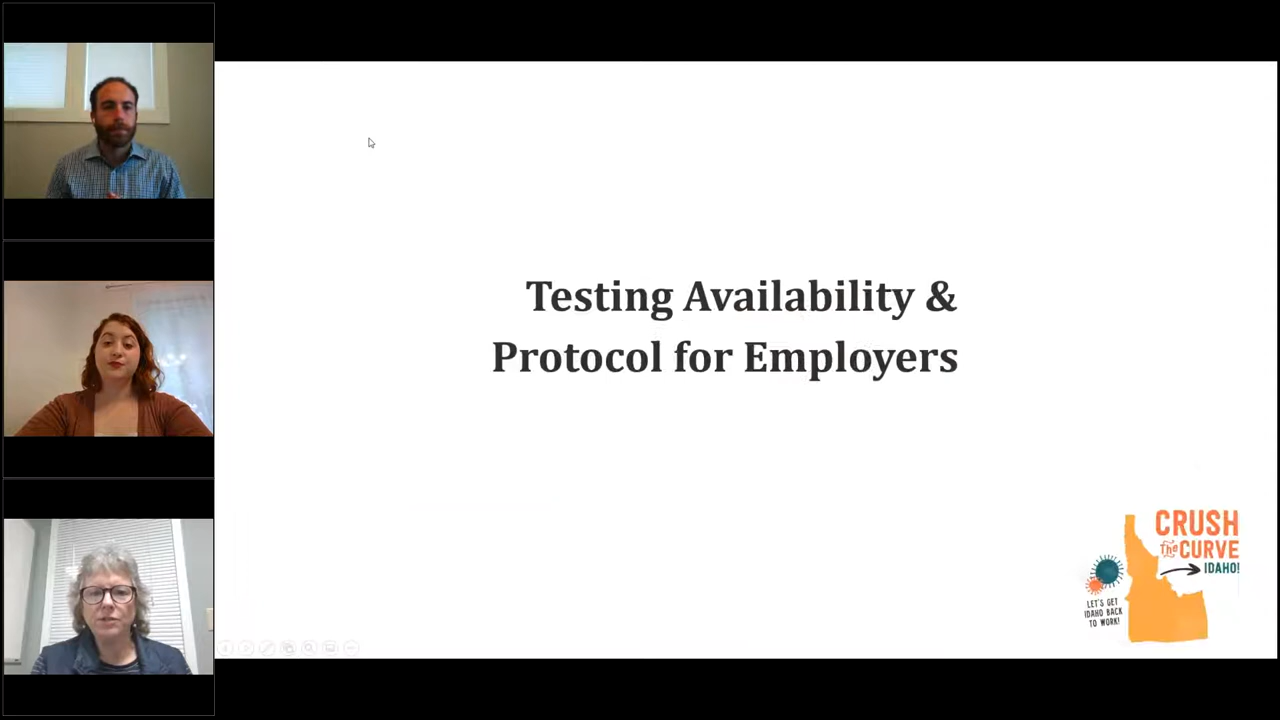 Testing Availability &
Protocol for Employers
CRUSH
The CURVE
IDAHO!
LET'S GET
IDAHO BACK
TO WORK!